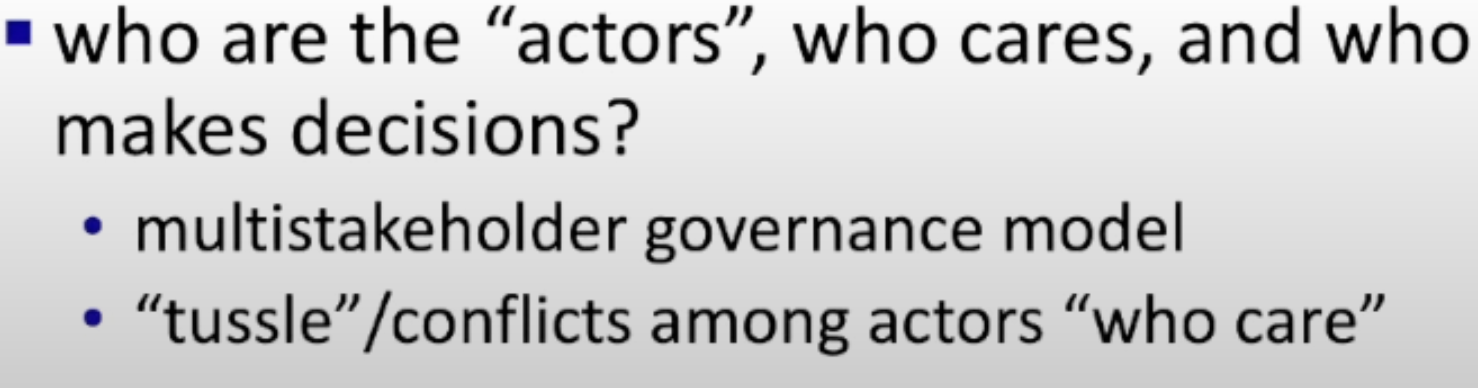 ▪ who are the “actors”, who cares, and who
makes decisions?
• multistakeholder governance model
• “tussle”/conflicts among actors “who care”